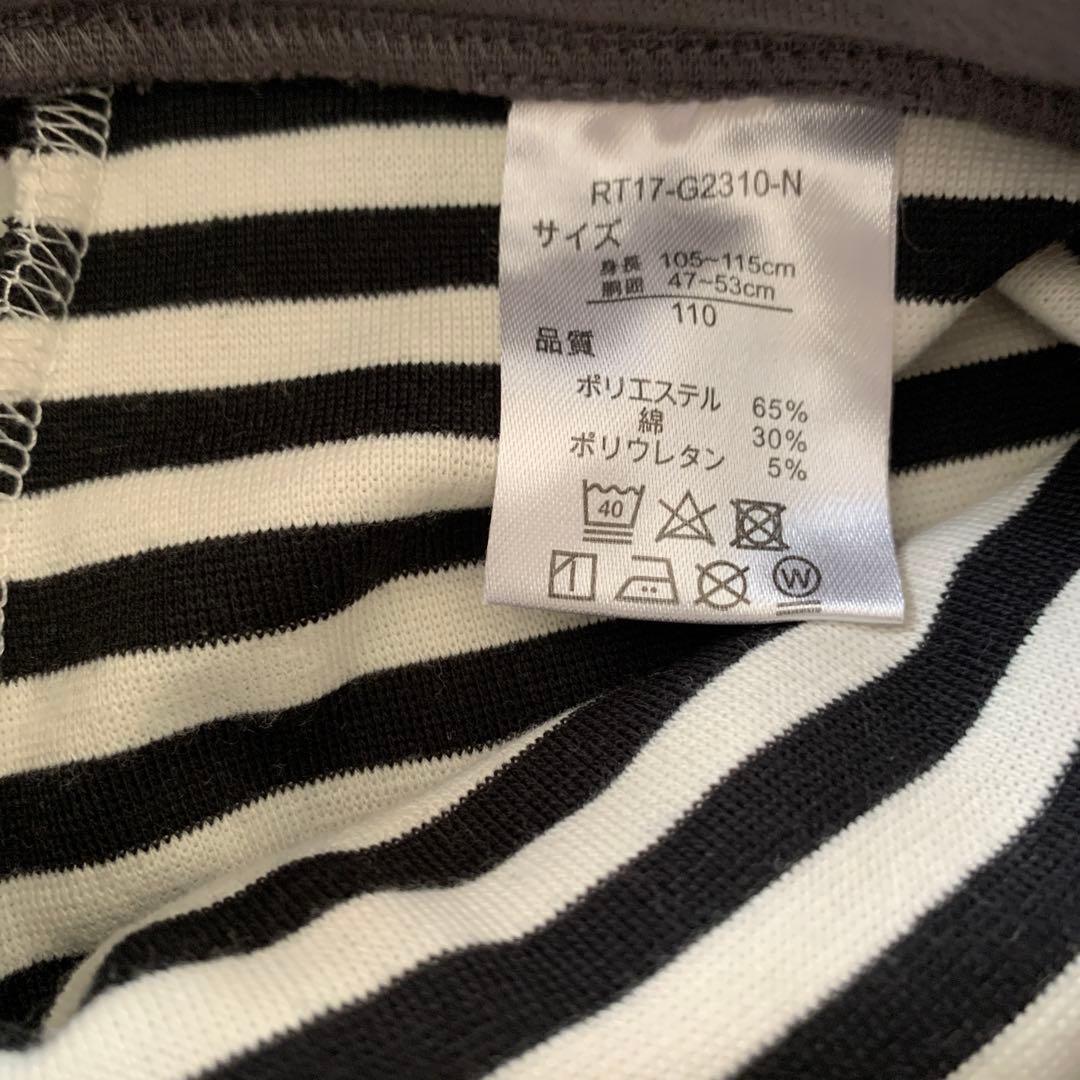 RT17-G2310-N
サイズ
身長 105~115cm
胴囲 47~53cm
110
品質
ポリエステル 65%
綿 30%
ポリウレタン 5%
40
W